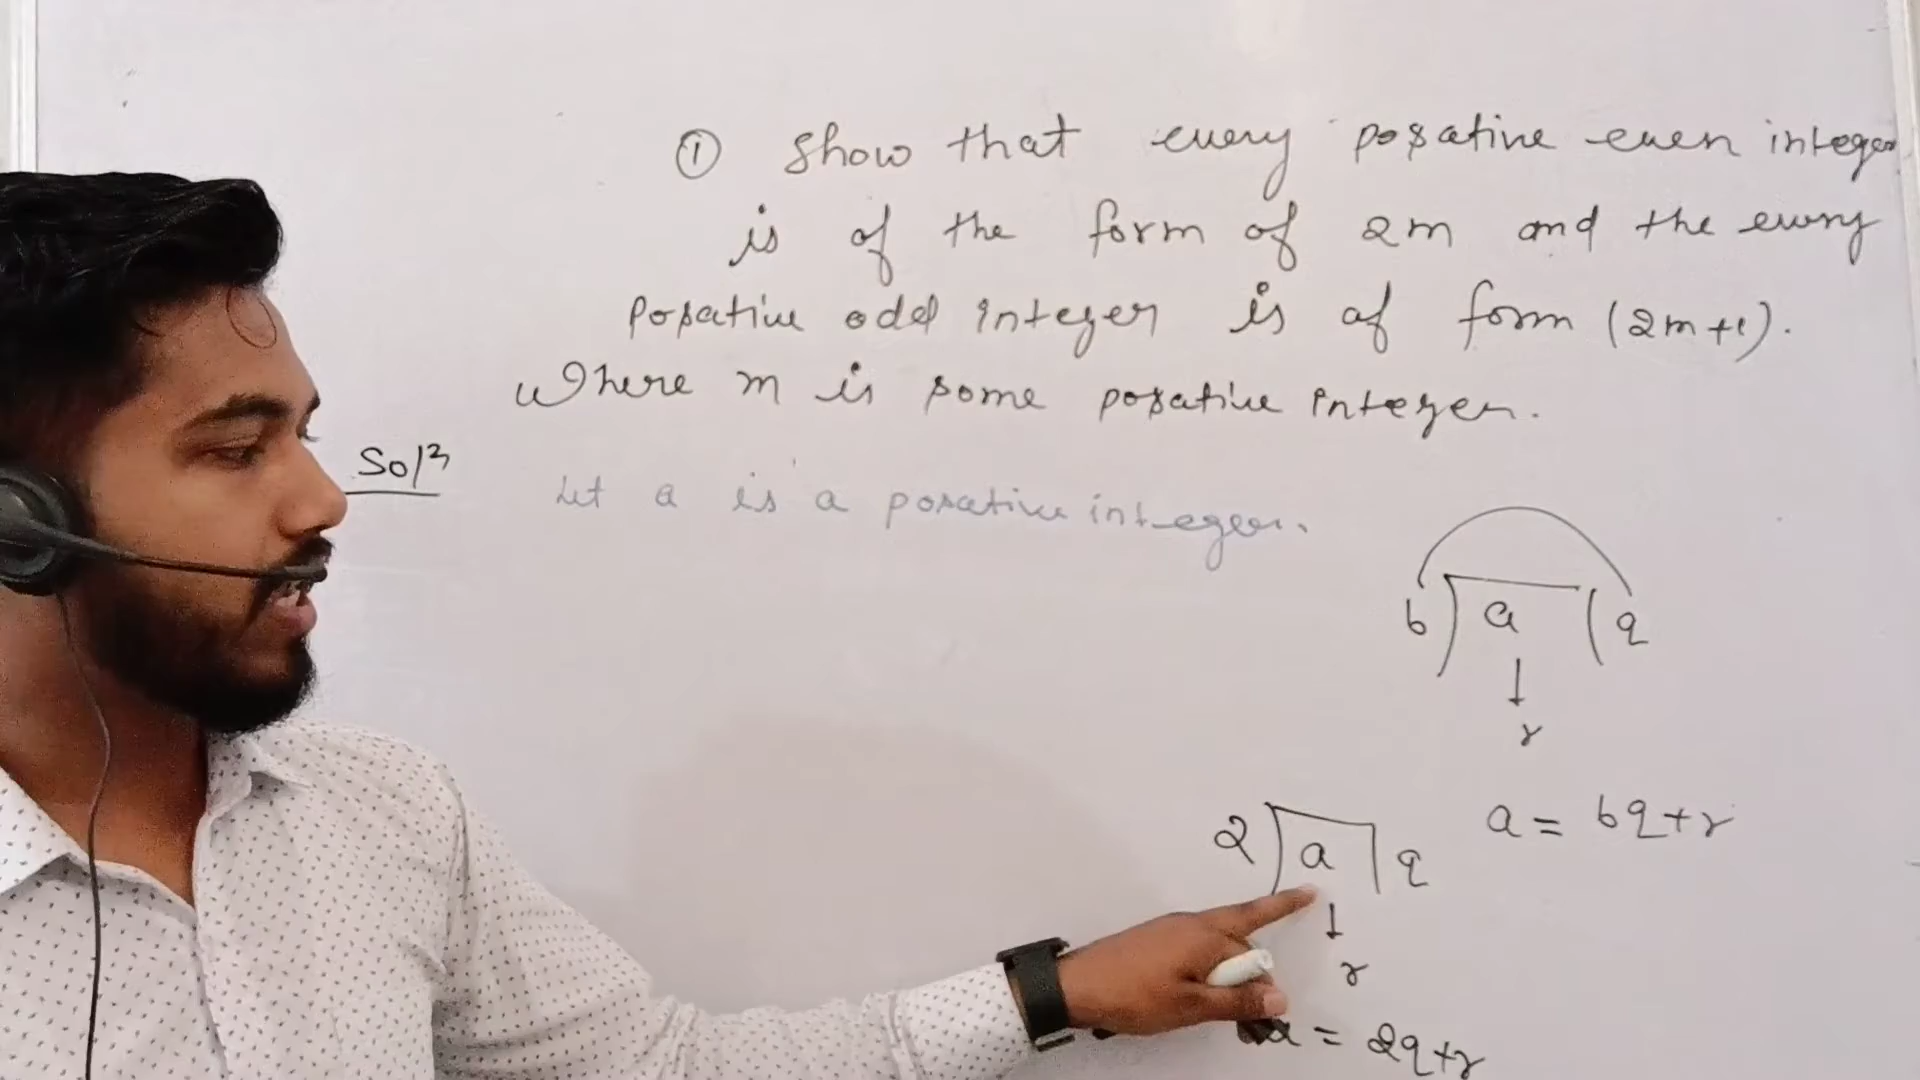 ① Show that every posative even integer
is of the form of 2m and the every
Posative odd integer is of form (2m+1).
Where m is some posative integer.
Solⁿ
Let a is a posative integer.
b ) a ( q
r
a = bq+r
2 ) a | q
r
a = 2q+r